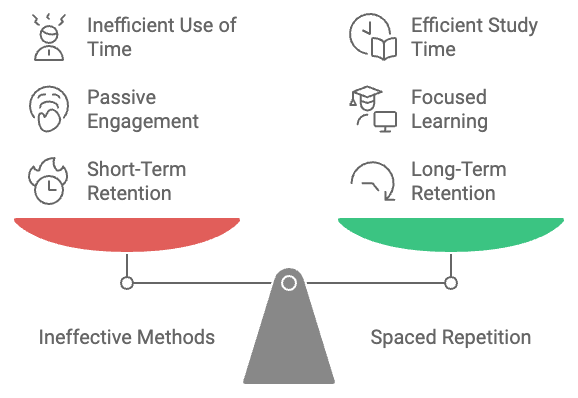 Inefficient Use of
Time
Passive
Engagement
Short-Term
Retention
Efficient Study
Time
Focused
Learning
Long-Term
Retention
Ineffective Methods
Spaced Repetition